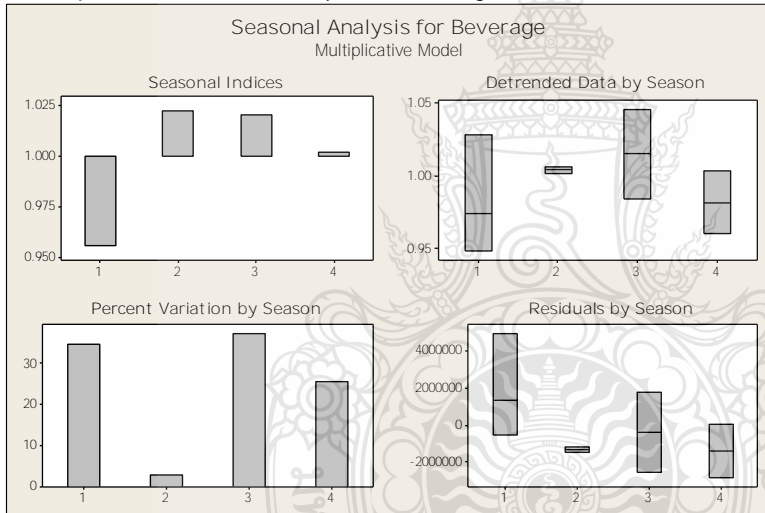 Seasonal Analysis for Beverage
Multiplicative Model
Seasonal Indices
1.025
1.000
0.975
0.950
1 2 3 4
Detrended Data by Season
1.05
1.00
0.95
1 2 3 4
Percent Variation by Season
30
20
10
0
1 2 3 4
Residuals by Season
4000000
2000000
0
-2000000
1 2 3 4